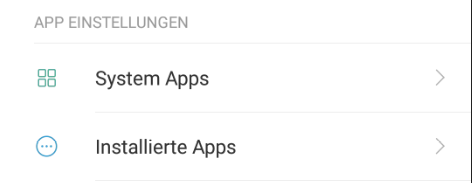 APP EINSTELLUNGEN
System Apps
Installierte Apps